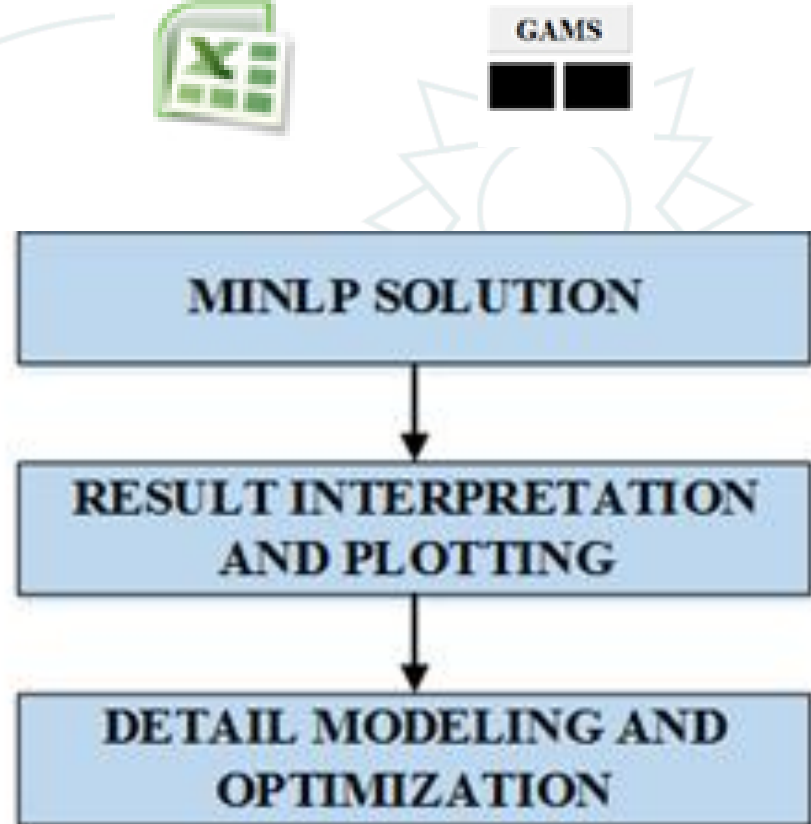 GAMS
MINLP SOLUTION
RESULT INTERPRETATION
AND PLOTTING
DETAIL MODELING AND
OPTIMIZATION